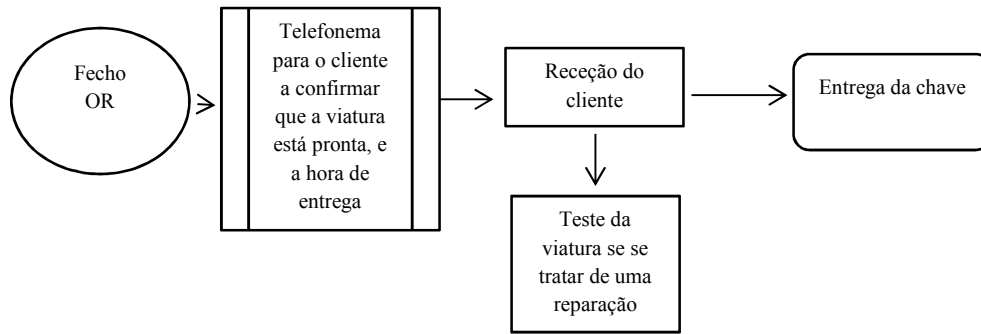 Fecho
OR
Telefonema
para o cliente
a confirmar
que a viatura
está pronta, e
a hora de
entrega
Receção do
cliente
Entrega da chave
Teste da
viatura se se
tratar de uma
reparação